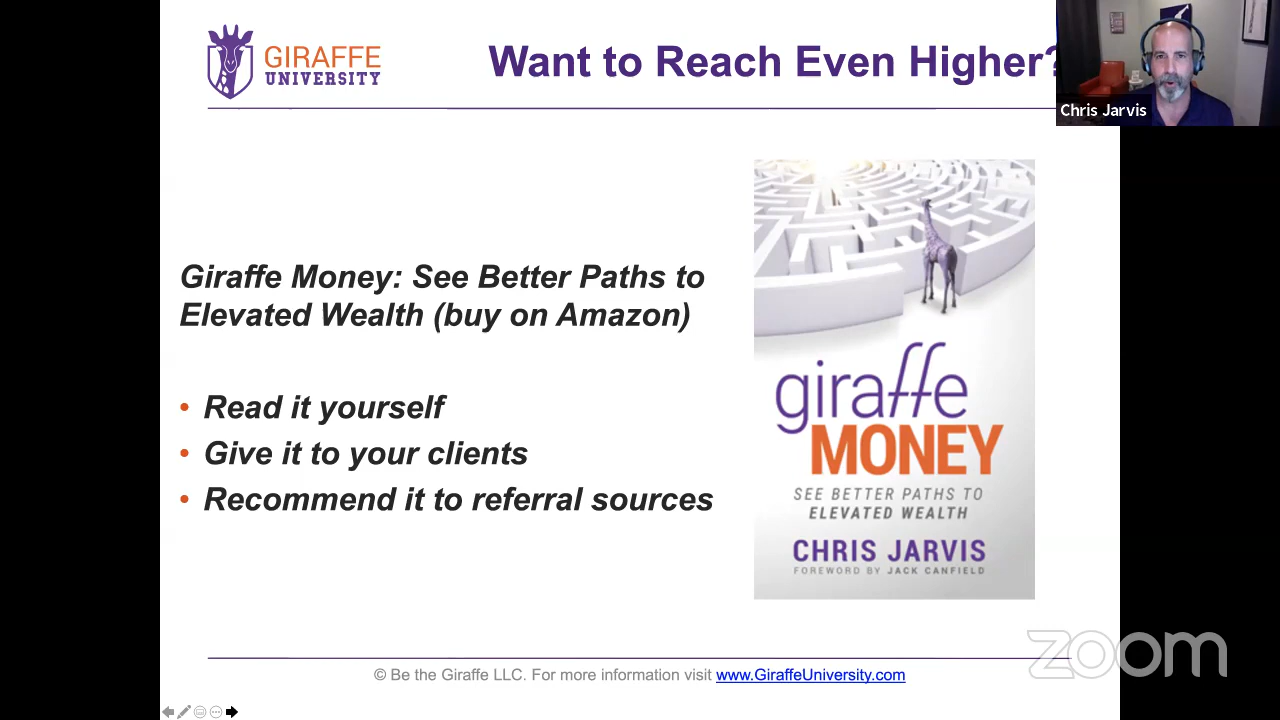 GIRAFFE
UNIVERSITY
Want to Reach Even Higher?
Chris Jarvis
Giraffe Money: See Better Paths to
Elevated Wealth (buy on Amazon)
• Read it yourself
• Give it to your clients
• Recommend it to referral sources
giraffe
MONEY
SEE BETTER PATHS TO
ELEVATED WEALTH
CHRIS JARVIS
FOREWORD BY JACK CANFIELD
zoom
© Be the Giraffe LLC. For more information visit www.GiraffeUniversity.com